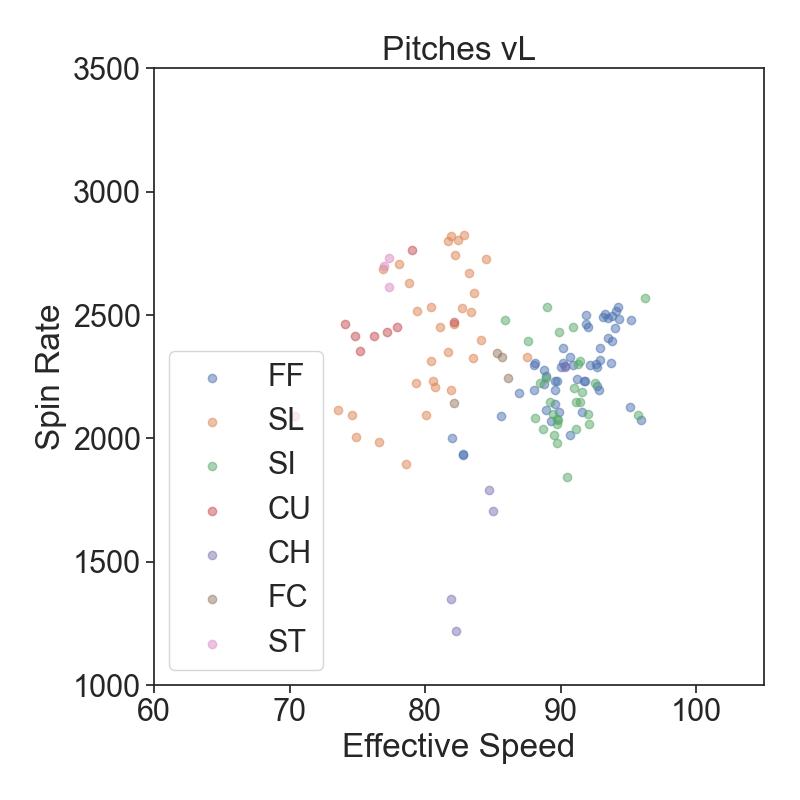 Pitches vL
3500
3000
2500
2000
1500
1000
Spin Rate
FF
SL
SI
CU
CH
FC
ST
60 70 80 90 100
Effective Speed